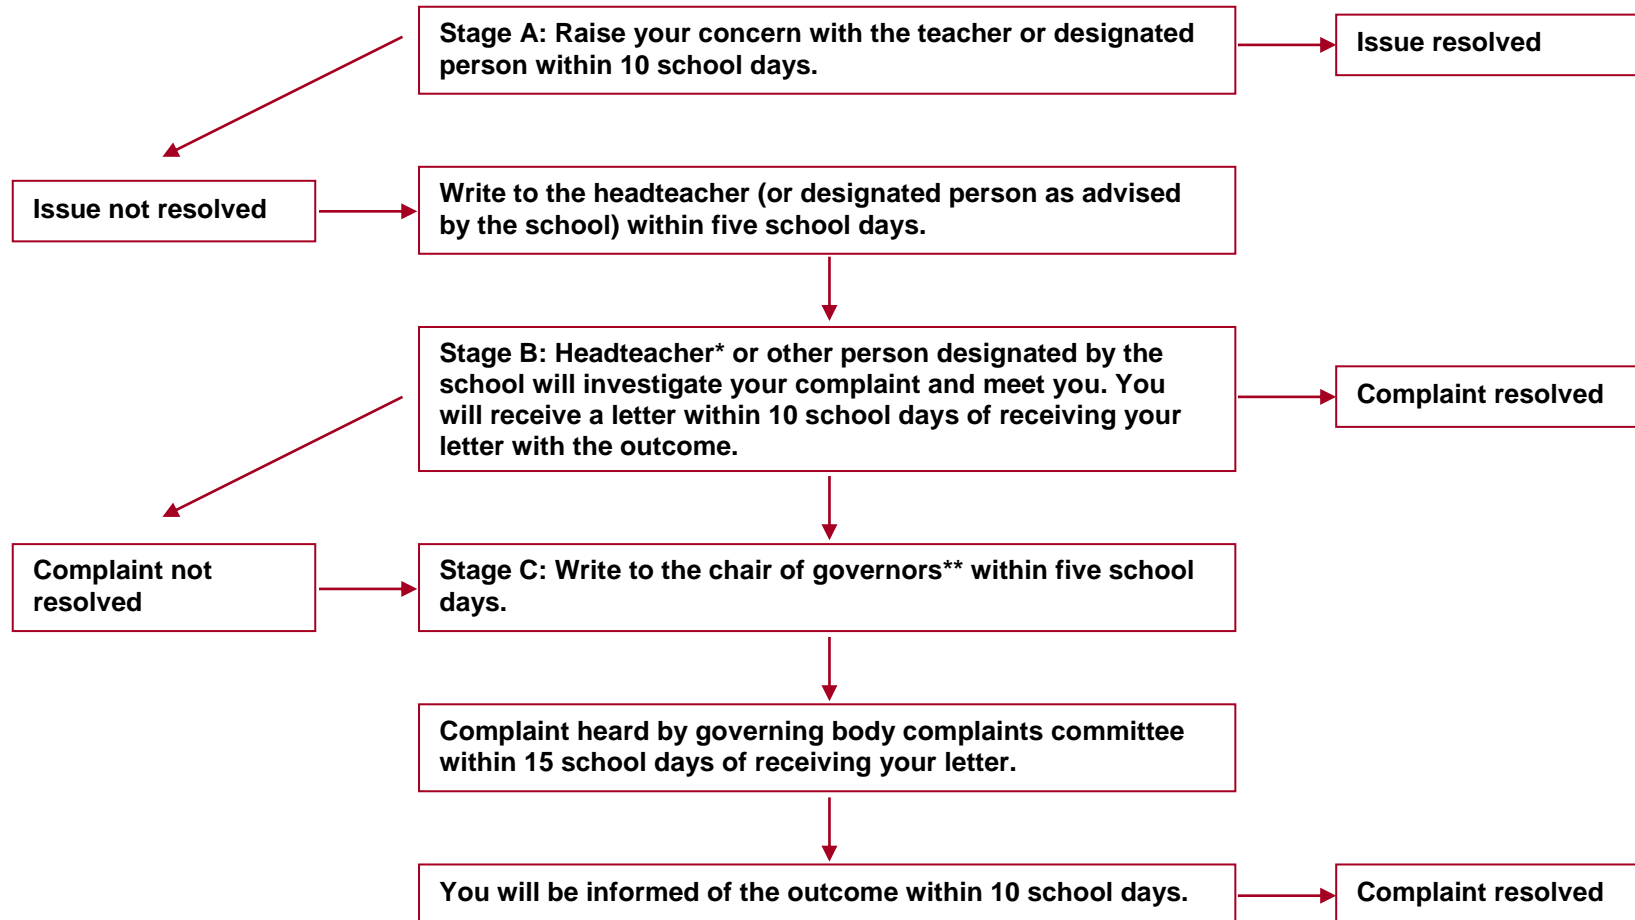 Stage A: Raise your concern with the teacher or designated
person within 10 school days.
Issue resolved
Issue not resolved
Write to the headteacher (or designated person as advised
by the school) within five school days.
Stage B: Headteacher* or other person designated by the
school will investigate your complaint and meet you. You
will receive a letter within 10 school days of receiving your
letter with the outcome.
Complaint resolved
Complaint not
resolved
Stage C: Write to the chair of governors** within five school
days.
Complaint heard by governing body complaints committee
within 15 school days of receiving your letter.
You will be informed of the outcome within 10 school days.
Complaint resolved